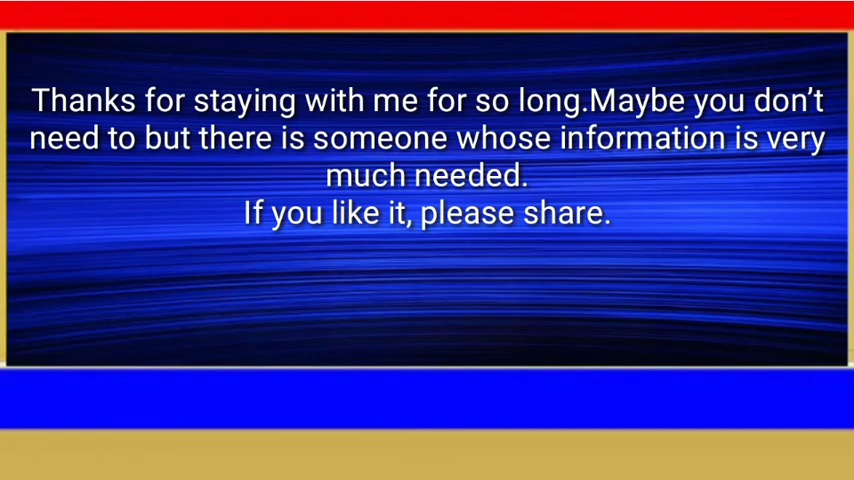 Thanks for staying with me for so long.Maybe you don’t
need to but there is someone whose information is very
much needed.
If you like it, please share.